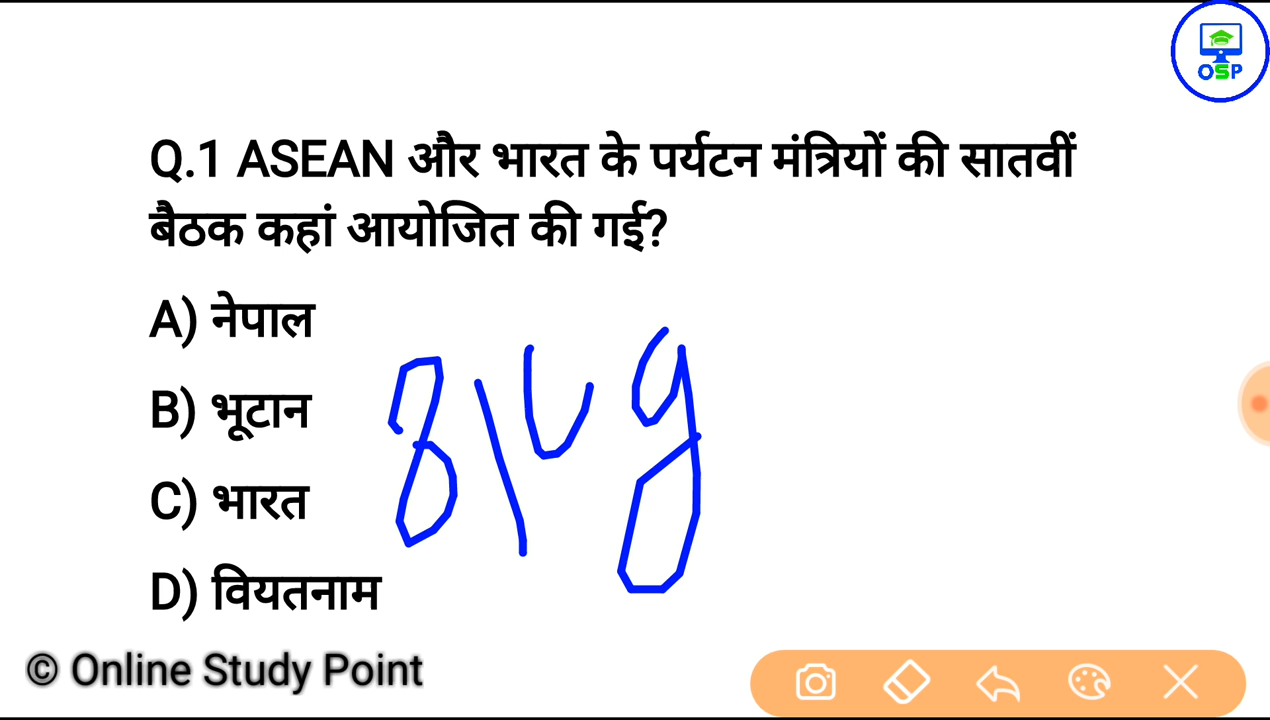 OSP
Q.1 ASEAN और भारत के पर्यटन मंत्रियों की सातवीं
बैठक कहां आयोजित की गई?
A) नेपाल
B) भूटान
C) भारत
D) वियतनाम
© Online Study Point